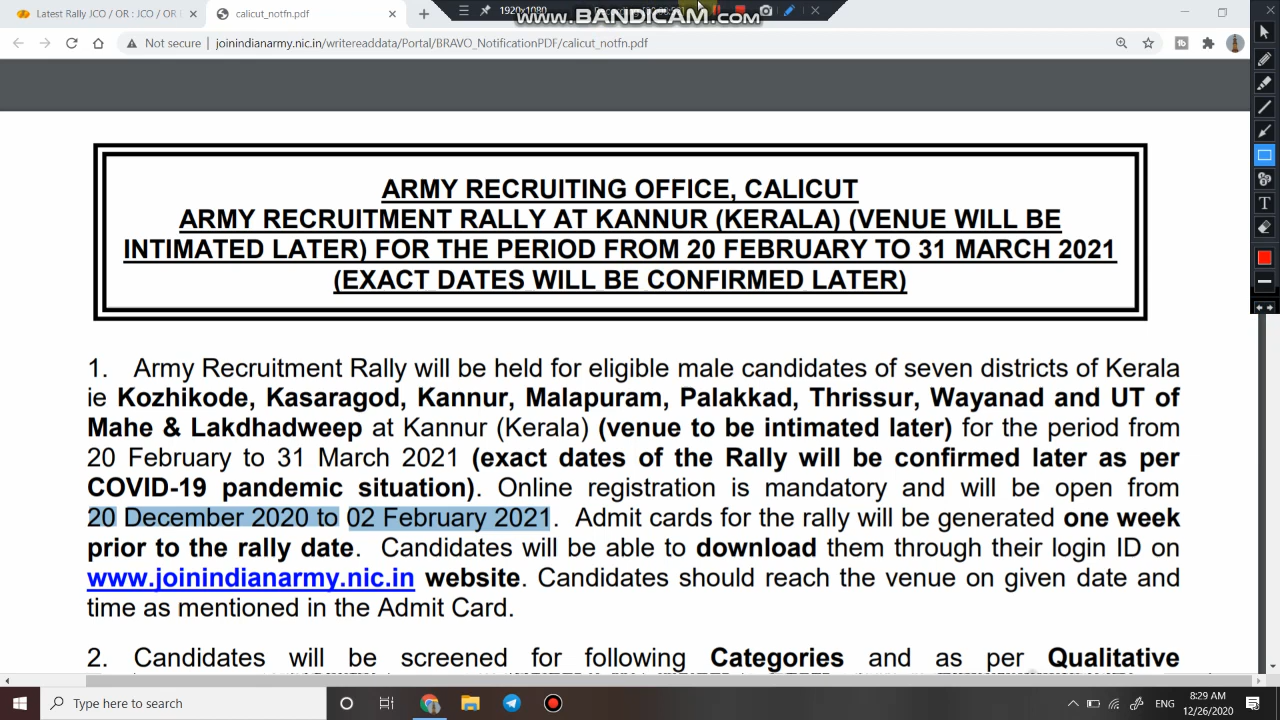 Latest Rally JCO / OR : JCO / OR
calicut_notfn.pdf
1920x1080
www.BANDICAM.com
Not secure
joinindianarmy.nic.in/writereaddata/Portal/BRAVO_NotificationPDF/calicut_notfn.pdf
ARMY RECRUITING OFFICE, CALICUT
ARMY RECRUITMENT RALLY AT KANNUR (KERALA) (VENUE WILL BE
INTIMATED LATER) FOR THE PERIOD FROM 20 FEBRUARY TO 31 MARCH 2021
(EXACT DATES WILL BE CONFIRMED LATER)
1. Army Recruitment Rally will be held for eligible male candidates of seven districts of Kerala
ie Kozhikode, Kasaragod, Kannur, Malapuram, Palakkad, Thrissur, Wayanad and UT of
Mahe & Lakdhadweep at Kannur (Kerala) (venue to be intimated later) for the period from
20 February to 31 March 2021 (exact dates of the Rally will be confirmed later as per
COVID-19 pandemic situation). Online registration is mandatory and will be open from
20 December 2020 to 02 February 2021. Admit cards for the rally will be generated one week
prior to the rally date. Candidates will be able to download them through their login ID on
www.joinindianarmy.nic.in website. Candidates should reach the venue on given date and
time as mentioned in the Admit Card.
2. Candidates will be screened for following Categories and as per Qualitative
Type here to search
ENG
8:29 AM
12/26/2020